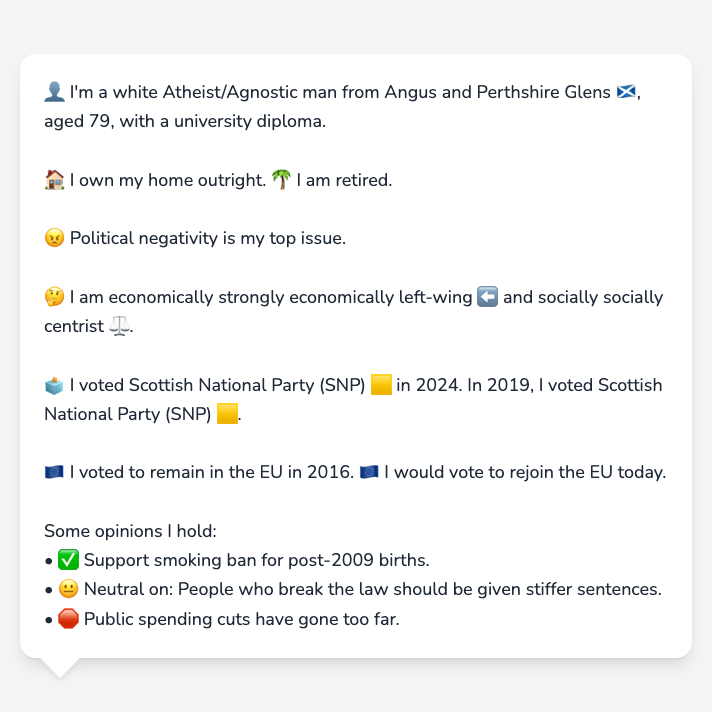 👤 I'm a white Atheist/Agnostic man from Angus and Perthshire Glens 🏴󠁧󠁢󠁳󠁣󠁴󠁿,
aged 79, with a university diploma.
🏠 I own my home outright. 🌴 I am retired.
😠 Political negativity is my top issue.
🤔 I am economically strongly economically left-wing ⬅️ and socially socially
centrist ⚖️.
🗳️ I voted Scottish National Party (SNP) 🟨 in 2024. In 2019, I voted Scottish
National Party (SNP) 🟨.
🇪🇺 I voted to remain in the EU in 2016. 🇪🇺 I would vote to rejoin the EU today.
Some opinions I hold:
• ✅ Support smoking ban for post-2009 births.
• 😐 Neutral on: People who break the law should be given stiffer sentences.
• 🛑 Public spending cuts have gone too far.